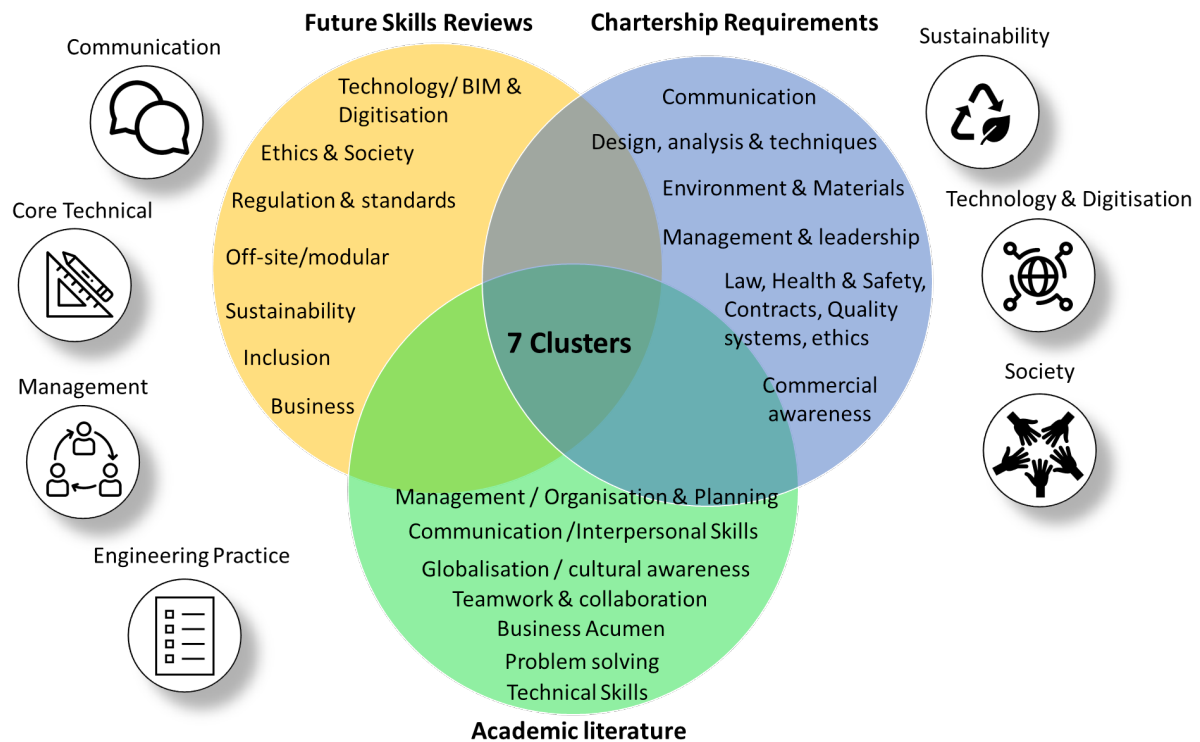 Future Skills Reviews
Chartership Requirements
Communication
Core Technical
Management
Engineering Practice
Technology/ BIM &
Digitisation
Ethics & Society
Regulation & standards
Off-site/modular
Sustainability
Inclusion
Business
Communication
Design, analysis & techniques
Environment & Materials
Management & leadership
Law, Health & Safety,
Contracts, Quality
systems, ethics
Commercial
awareness
7 Clusters
Management / Organisation & Planning
Communication /Interpersonal Skills
Globalisation / cultural awareness
Teamwork & collaboration
Business Acumen
Problem solving
Technical Skills
Academic literature
Sustainability
Technology & Digitisation
Society